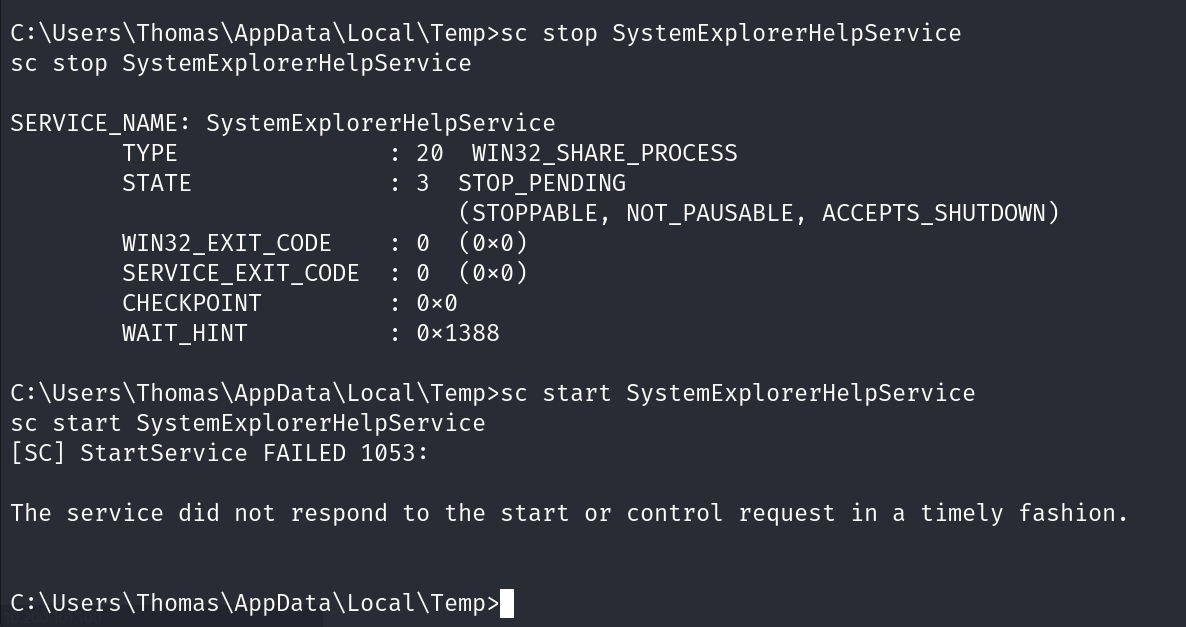 C:\Users\Thomas\AppData\Local\Temp>sc stop SystemExplorerHelpService
sc stop SystemExplorerHelpService
SERVICE_NAME: SystemExplorerHelpService
TYPE : 20 WIN32_SHARE_PROCESS
STATE : 3 STOP_PENDING
(STOPPABLE, NOT_PAUSABLE, ACCEPTS_SHUTDOWN)
WIN32_EXIT_CODE : 0 (0×0)
SERVICE_EXIT_CODE : 0 (0×0)
CHECKPOINT : 0×0
WAIT_HINT : 0×1388
C:\Users\Thomas\AppData\Local\Temp>sc start SystemExplorerHelpService
sc start SystemExplorerHelpService
[SC] StartService FAILED 1053:
The service did not respond to the start or control request in a timely fashion.
C:\Users\Thomas\AppData\Local\Temp>